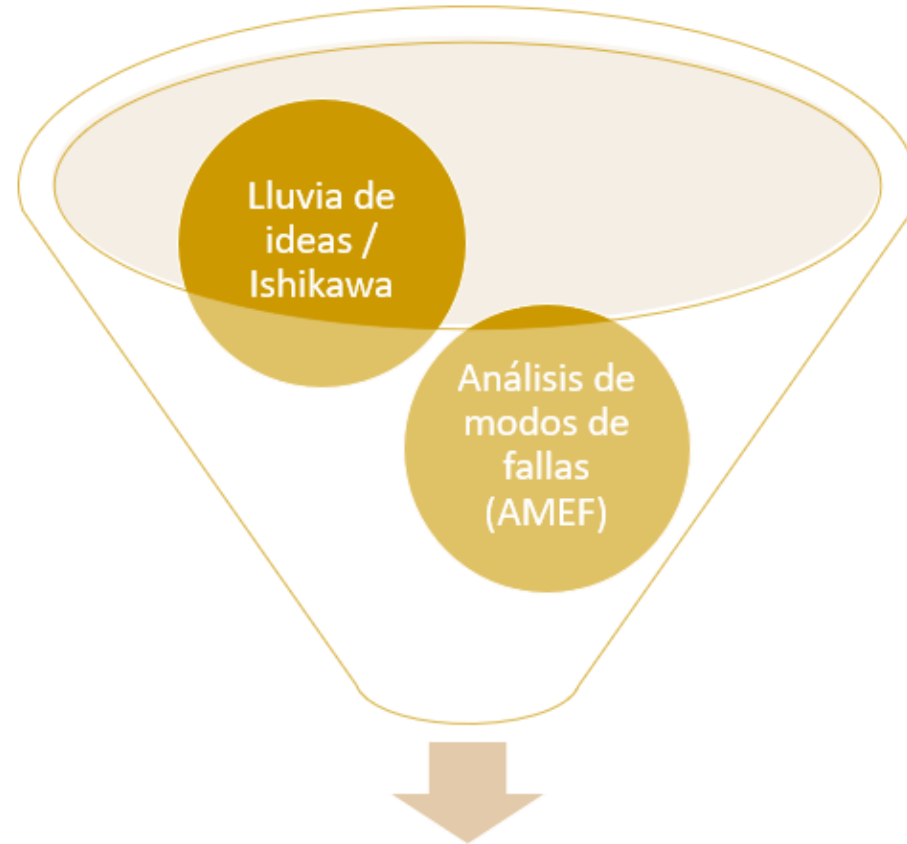 Lluvia de
ideas /
Ishikawa
Análisis de
modos de
fallas
(AMEF)